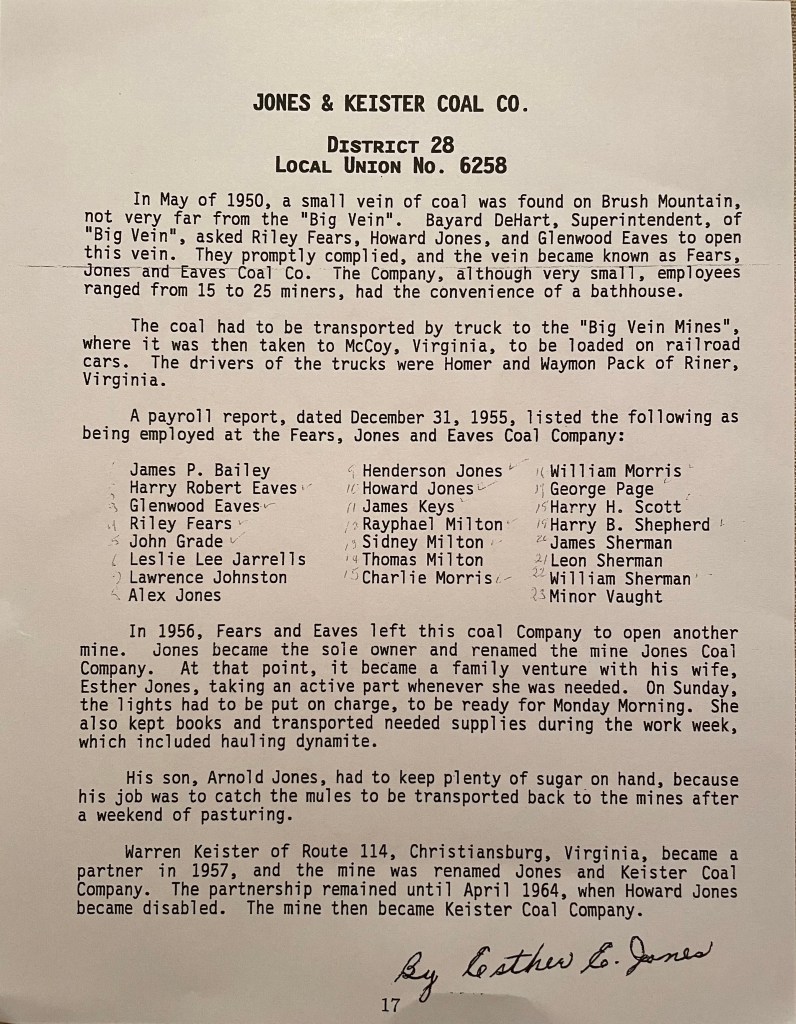 JONES & KEISTER COAL CO.
DISTRICT 28
LOCAL UNION NO. 6258
In May of 1950, a small vein of coal was found on Brush Mountain,
not very far from the "Big Vein". Bayard DeHart, Superintendent, of
"Big Vein", asked Riley Fears, Howard Jones, and Glenwood Eaves to open
this vein. They promptly complied, and the vein became known as Fears,
Jones and Eaves Coal Co. The Company, although very small, employees
ranged from 15 to 25 miners, had the convenience of a bathhouse.
The coal had to be transported by truck to the "Big Vein Mines",
where it was then taken to McCoy, Virginia, to be loaded on railroad
cars. The drivers of the trucks were Homer and Waymon Pack of Riner,
Virginia.
A payroll report, dated December 31, 1955, listed the following as
being employed at the Fears, Jones and Eaves Coal Company:
James P. Bailey
Harry Robert Eaves
3 Glenwood Eaves
4 Riley Fears
5 John Grade
6 Leslie Lee Jarrells
7 Lawrence Johnston
Alex Jones
9 Henderson Jones
10 Howard Jones
11 James Keys
Rayphael Milton
13 Sidney Milton
14 Thomas Milton
15 Charlie Morris
16 William Morris
George Page
Harry H. Scott
19 Harry B. Shepherd
James Sherman
21 Leon Sherman
22 William Sherman
23 Minor Vaught
In 1956, Fears and Eaves left this coal Company to open another
mine. Jones became the sole owner and renamed the mine Jones Coal
Company. At that point, it became a family venture with his wife,
Esther Jones, taking an active part whenever she was needed. On Sunday,
the lights had to be put on charge, to be ready for Monday Morning. She
also kept books and transported needed supplies during the work week,
which included hauling dynamite.
His son, Arnold Jones, had to keep plenty of sugar on hand, because
his job was to catch the mules to be transported back to the mines after
a weekend of pasturing.
Warren Keister of Route 114, Christiansburg, Virginia, became a
partner in 1957, and the mine was renamed Jones and Keister Coal
Company. The partnership remained until April 1964, when Howard Jones
became disabled. The mine then became Keister Coal Company.
By Esther E. Jones
17